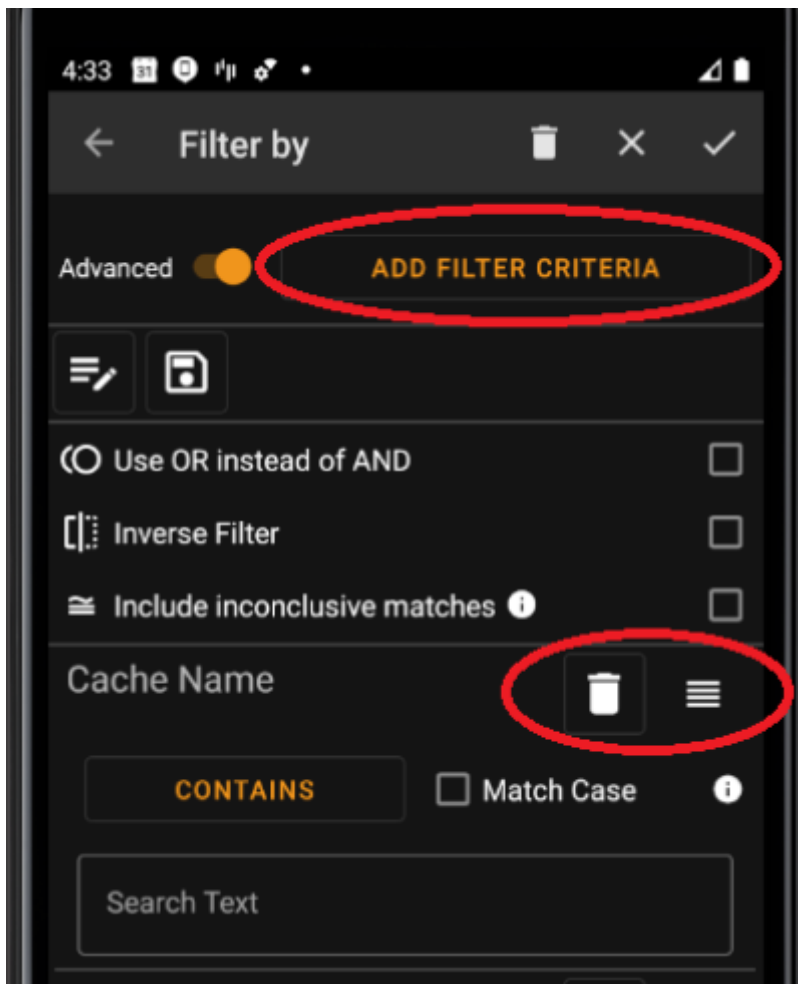 4:33 31
Filter by
Advanced ADD FILTER CRITERIA
Use OR instead of AND
Inverse Filter
Include inconclusive matches i
Cache Name
CONTAINS Match Case i
Search Text